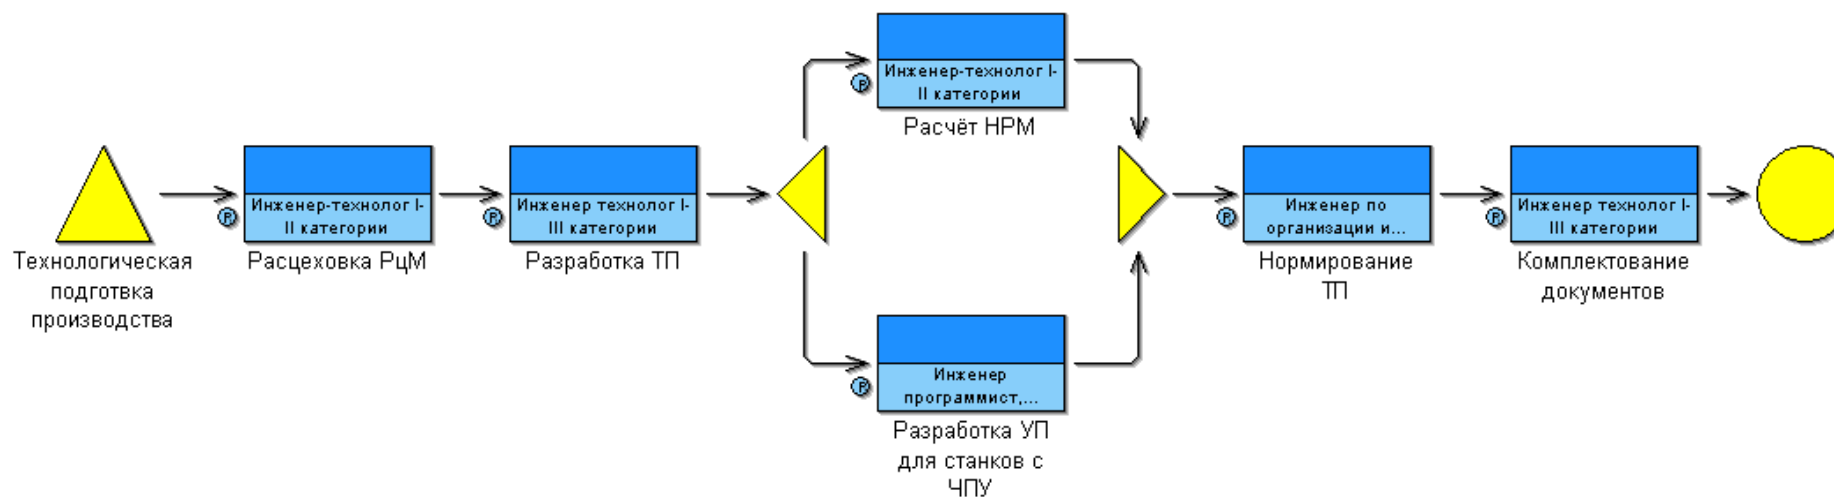 Технологическая
подготвка
производства
Инженер-технолог I-
II категории
Расцеховка РцМ
Инженер технолог I-
III категории
Разработка ТП
Инженер-технолог I-
II категории
Расчёт НРМ
Инженер
программист,...
Разработка УП
для станков с
ЧПУ
Инженер по
организации и...
Нормирование
ТП
Инженер технолог I-
III категории
Комплектование
документов
P
P
P
P
P
P